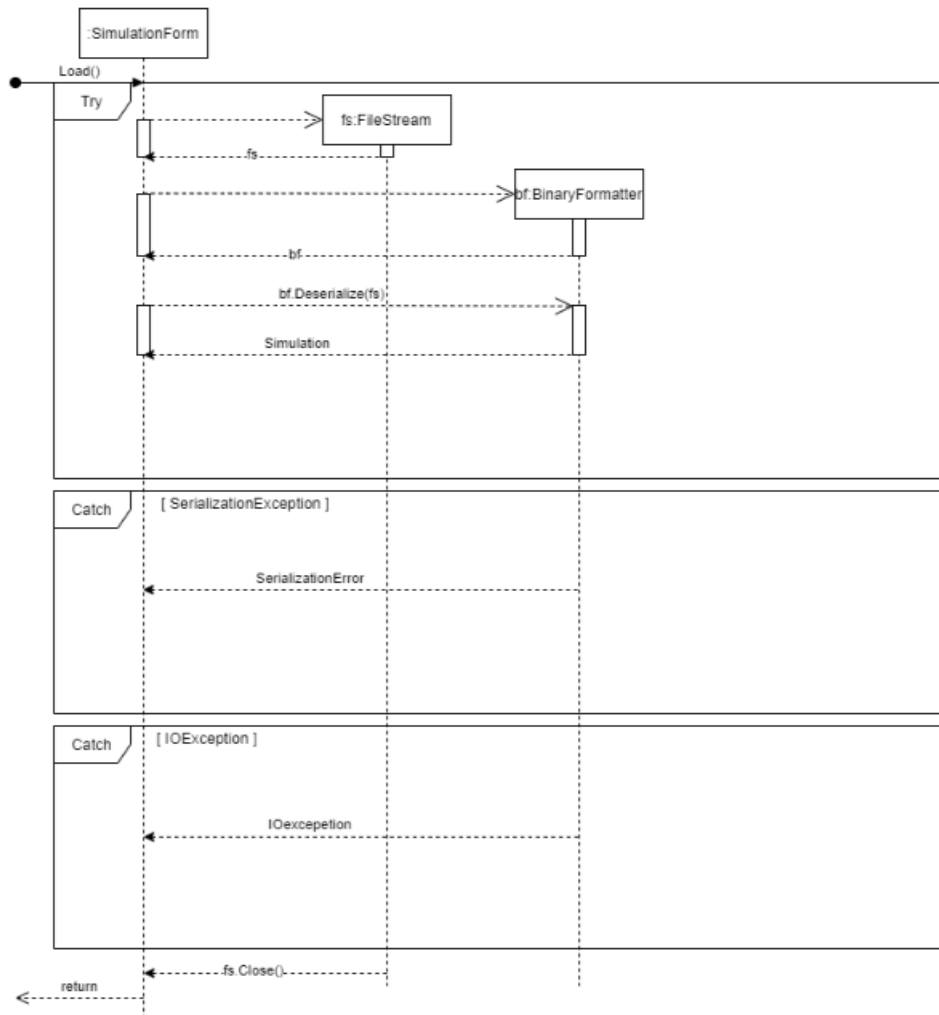 :SimulationForm
Load()
Try
fs:FileStream
fs
bf:BinaryFormatter
bf
bf.Deserialize(fs)
Simulation
Catch
[ SerializationException ]
SerializationError
Catch
[ IOException ]
IOexcepetion
fs.Close()
return